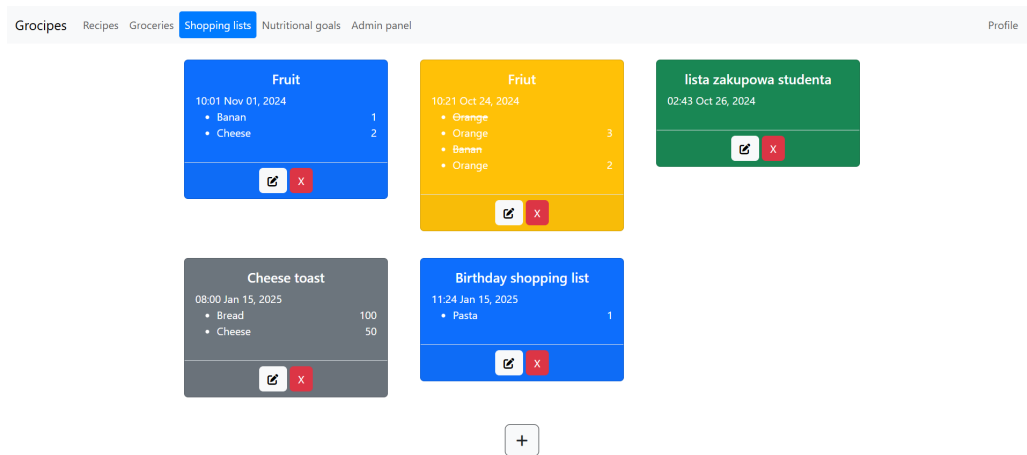 Grocipes Recipes Groceries Shopping lists Nutritional goals Admin panel Profile
Fruit
10:01 Nov 01, 2024
Banan 1
Cheese 2
X
Friut
10:21 Oct 24, 2024
Orange
Orange 3
Banan
Orange 2
X
lista zakupowa studenta
02:43 Oct 26, 2024
X
Cheese toast
08:00 Jan 15, 2025
Bread 100
Cheese 50
X
Birthday shopping list
11:24 Jan 15, 2025
Pasta 1
X
+